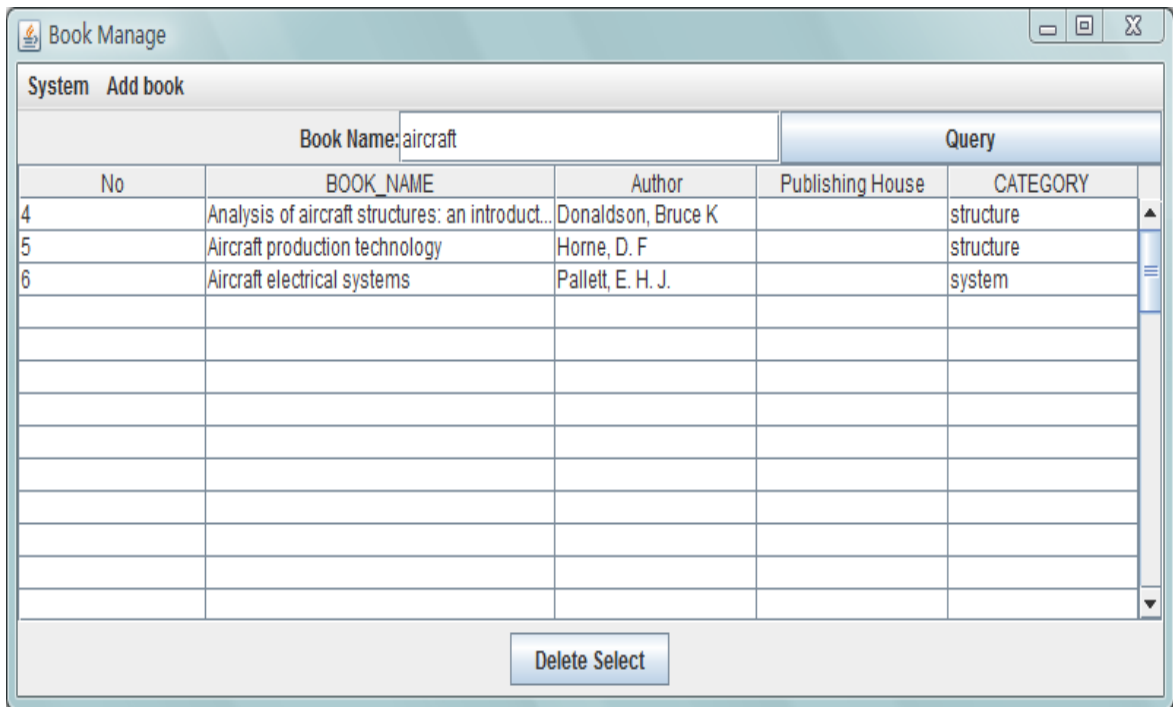 Book Manage
System Add book
Book Name: aircraft Query
No BOOK_NAME Author Publishing House CATEGORY
4 Analysis of aircraft structures: an introduct... Donaldson, Bruce K structure
5 Aircraft production technology Horne, D. F structure
6 Aircraft electrical systems Pallett, E. H. J. system
Delete Select